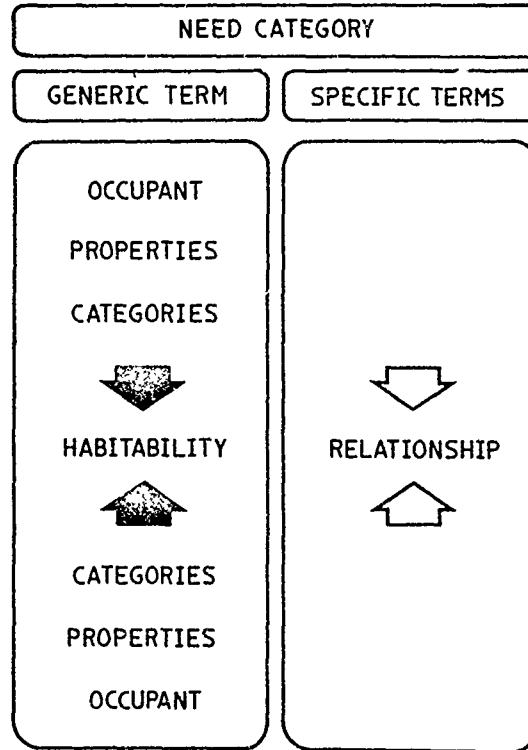 NEED CATEGORY
GENERIC TERM
SPECIFIC TERMS
OCCUPANT
PROPERTIES
CATEGORIES
HABITABILITY
CATEGORIES
PROPERTIES
OCCUPANT
RELATIONSHIP